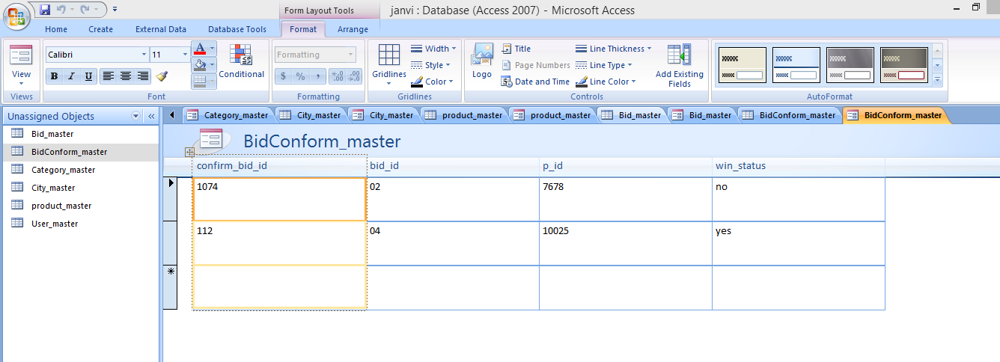 Form Layout Tools
janvi : Database (Access 2007) - Microsoft Access
Home Create External Data Database Tools Format Arrange
View
Views
Calibri 11
B I U
A
Conditional
Font
Formatting
$ % ,
Formatting
Gridlines
Width
Style
Color
Gridlines
Logo
Title
Page Numbers
Date and Time
Line Thickness
Line Type
Line Color
Add Existing Fields
Controls
AutoFormat
Unassigned Objects
Bid_master
BidConform_master
Category_master
City_master
product_master
User_master
Category_master City_master City_master product_master product_master Bid_master Bid_master BidConform_master BidConform_master
BidConform_master
confirm_bid_id bid_id p_id win_status
1074 02 7678 no
112 04 10025 yes